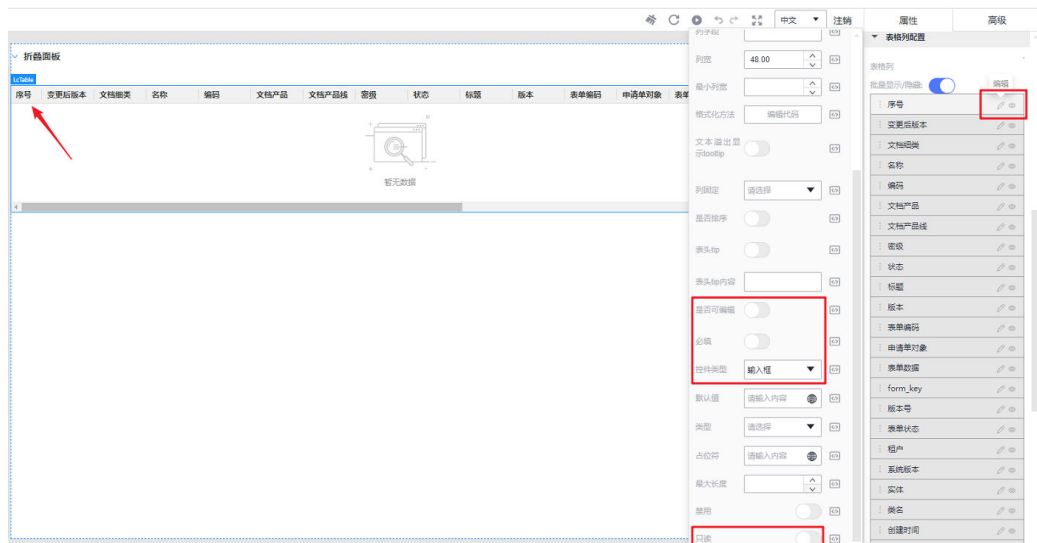 中文
注销
属性
高级
折叠面板
LcTable
序号 变更后版本 文档细类 名称 编码 文档产品 文档产品线 密级 状态 标题 版本 表单编码 申请单对象 表单
暂无数据
列字段
列宽 48.00
最小列宽
格式化方法 编辑代码
文本溢出显
示tooltip
列固定 请选择
是否排序
表头tip
表头tip内容
是否可编辑
必填
控件类型 输入框
默认值 请输入内容
类型 请选择
占位符 请输入内容
最大长度
禁用
只读
表格列配置
表格列
批量显示/隐藏: 编辑
序号
变更后版本
文档细类
名称
编码
文档产品
文档产品线
密级
状态
标题
版本
表单编码
申请单对象
表单数据
form_key
版本号
表单状态
租户
系统版本
实体
类名
创建时间